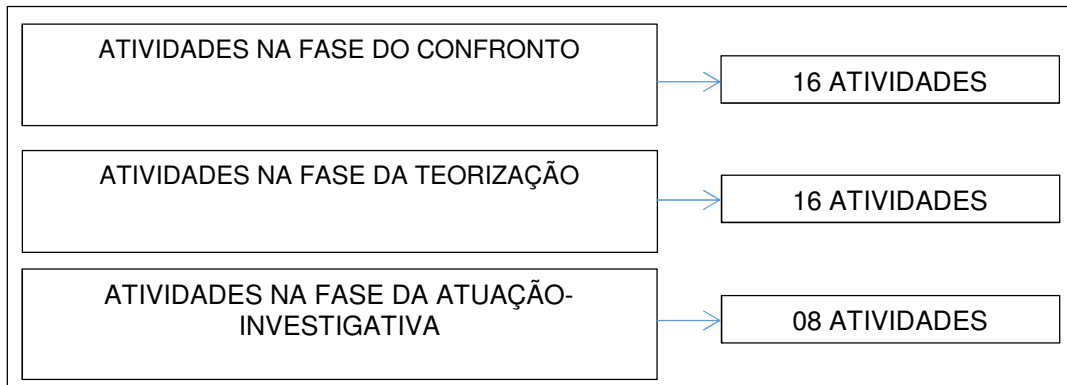 ATIVIDADES NA FASE DO CONFRONTO
16 ATIVIDADES
ATIVIDADES NA FASE DA TEORIZAÇÃO
16 ATIVIDADES
ATIVIDADES NA FASE DA ATUAÇÃO-
INVESTIGATIVA
08 ATIVIDADES